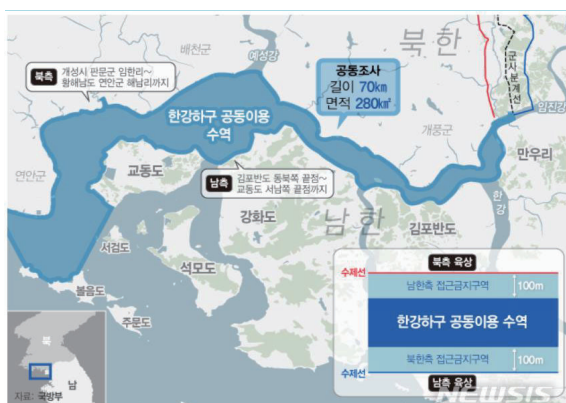 북한
배천군
예성강
군사분계선
임진강
북측
개성시 판문군 임한리~
황해남도 연안군 해남리까지
공동조사
길이 70km
면적 280km²
한강하구 공동이용
수역
개풍군
만우리
연안군
교동도
남측
김포반도 동북쪽 끝점~
교동도 서남쪽 끝점까지
한강
강화도
남한
김포반도
서검도
석모도
볼음도
주문도
북측 육상
수제선
남한측 접근금지구역
100m
한강하구 공동이용 수역
북한측 접근금지구역
100m
수제선
남측 육상
북
남
자료: 국방부
NEWSIS